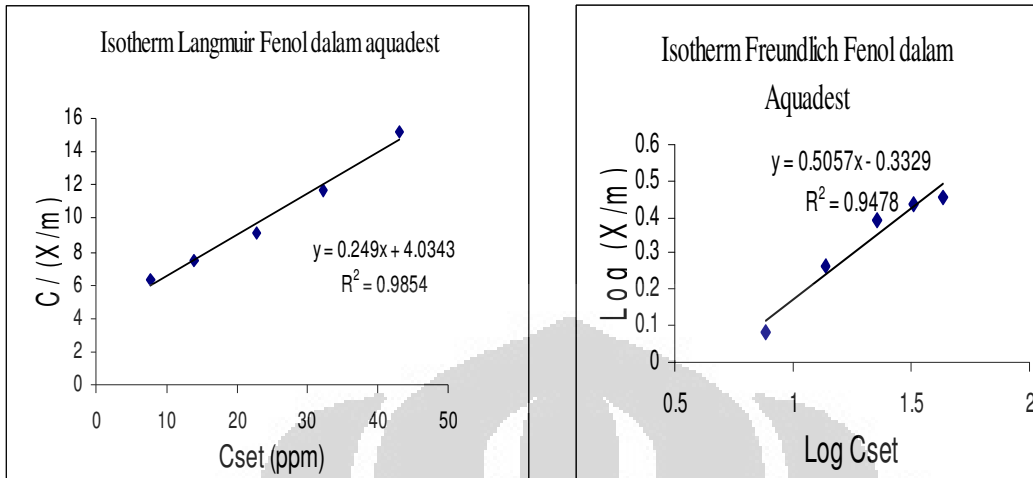 Isotherm Langmuir Fenol dalam aquadest
C / (X/m)
16
14
12
10
8
6
4
2
0
y = 0.249x + 4.0343
R² = 0.9854
0 10 20 30 40 50
Cset (ppm)
Isotherm Freundlich Fenol dalam
Aquadest
Log (X/m)
0.6
0.5
0.4
0.3
0.2
0.1
0
y = 0.5057x - 0.3329
R² = 0.9478
0.5 1 1.5 2
Log Cset